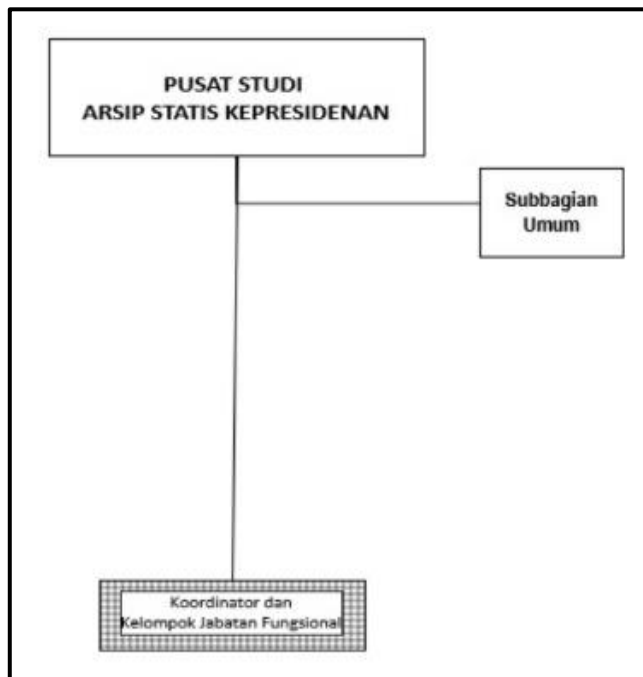 PUSAT STUDI
ARSIP STATIS KEPRESIDENAN
Subbagian
Umum
Koordinator dan
Kelompok Jabatan Fungsional